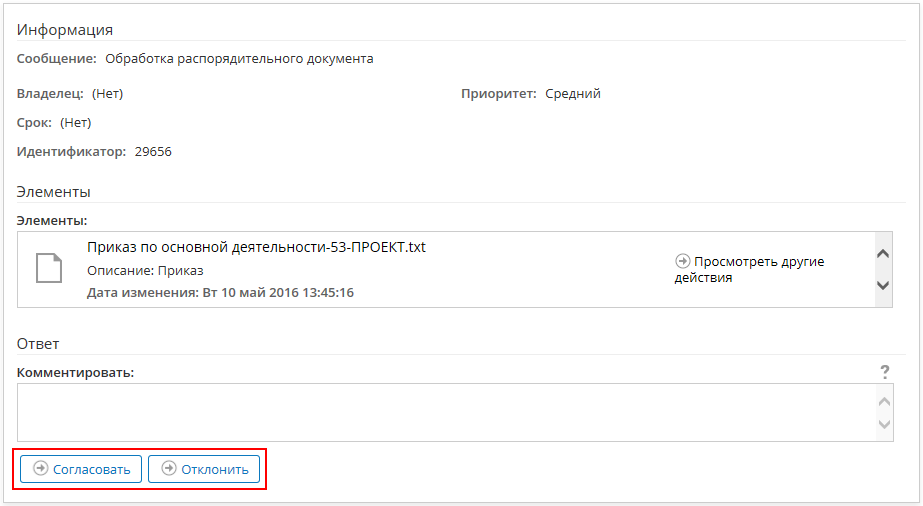 Информация
Сообщение: Обработка распорядительного документа
Владелец: (Нет) Приоритет: Средний
Срок: (Нет)
Идентификатор: 29656
Элементы
Элементы:
Приказ по основной деятельности-53-ПРОЕКТ.txt
Описание: Приказ
Дата изменения: Вт 10 май 2016 13:45:16
Просмотреть другие
действия
Ответ
Комментировать: ?
Согласовать Отклонить